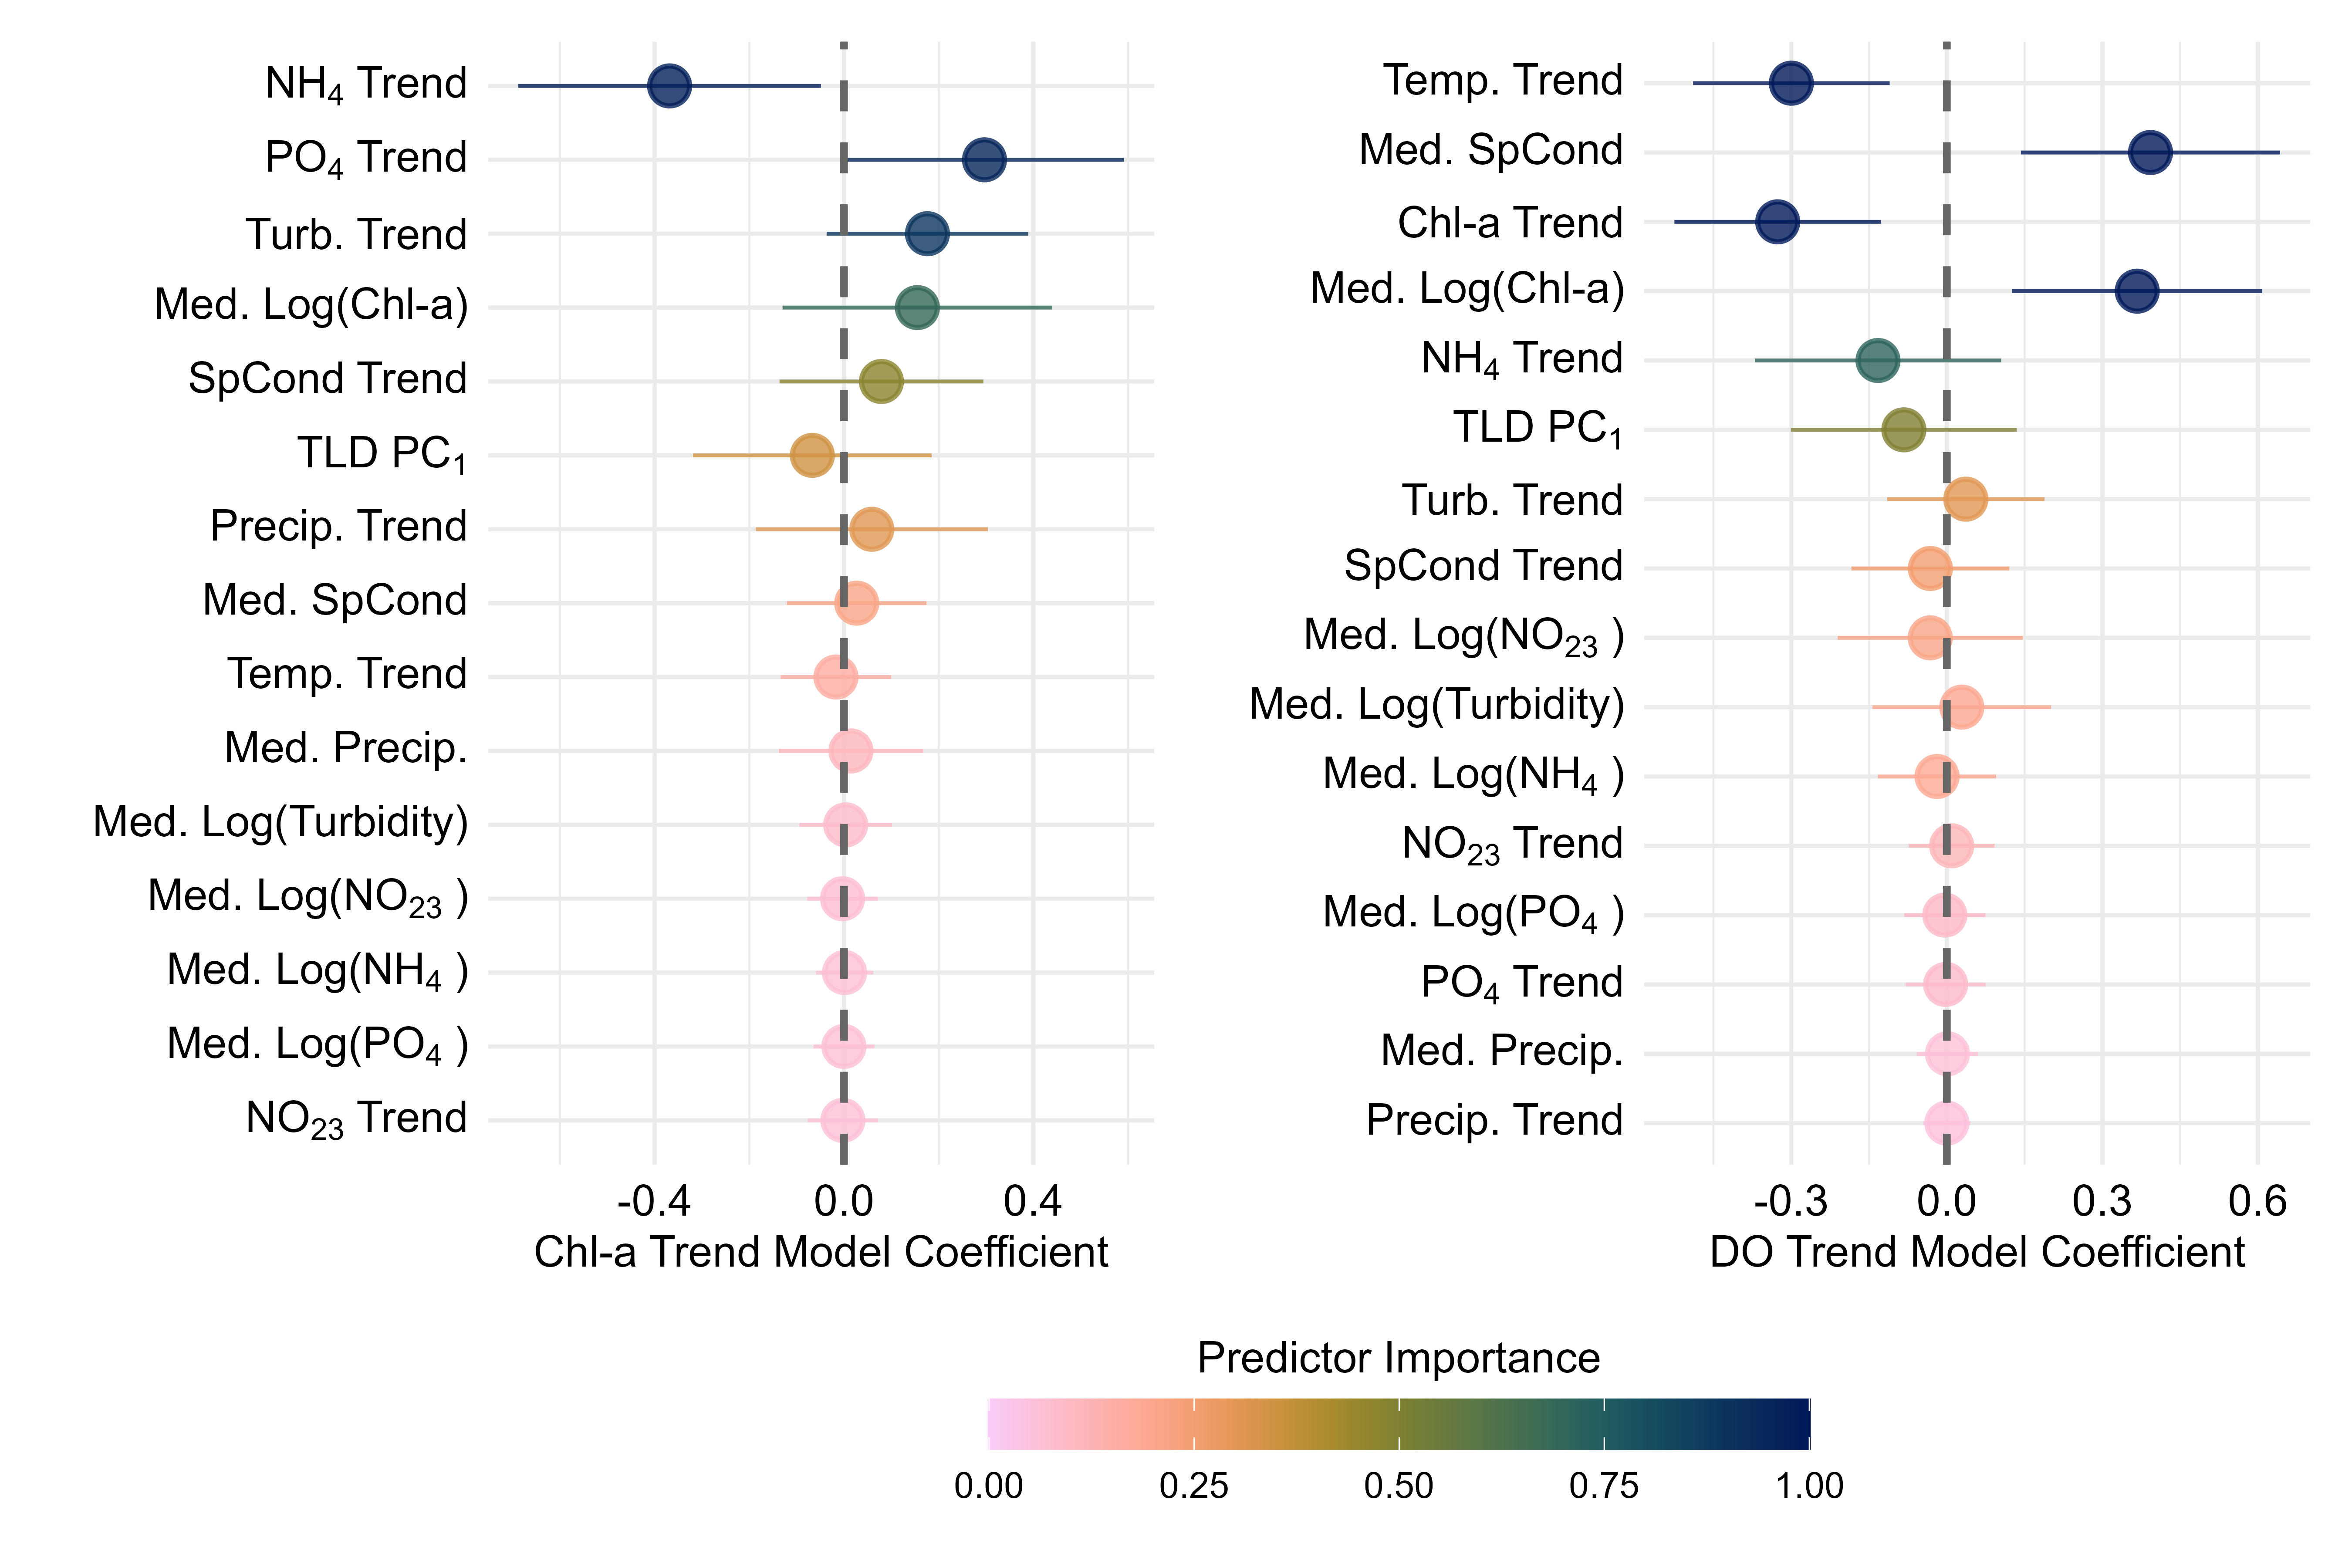 NH₄ Trend
PO₄ Trend
Turb. Trend
Med. Log(Chl-a)
SpCond Trend
TLD PC₁
Precip. Trend
Med. SpCond
Temp. Trend
Med. Precip.
Med. Log(Turbidity)
Med. Log(NO₂₃ )
Med. Log(NH₄ )
Med. Log(PO₄ )
NO₂₃ Trend
-0.4 0.0 0.4
Chl-a Trend Model Coefficient
Temp. Trend
Med. SpCond
Chl-a Trend
Med. Log(Chl-a)
NH₄ Trend
TLD PC₁
Turb. Trend
SpCond Trend
Med. Log(NO₂₃ )
Med. Log(Turbidity)
Med. Log(NH₄ )
NO₂₃ Trend
Med. Log(PO₄ )
PO₄ Trend
Med. Precip.
Precip. Trend
-0.3 0.0 0.3 0.6
DO Trend Model Coefficient
Predictor Importance
0.00 0.25 0.50 0.75 1.00